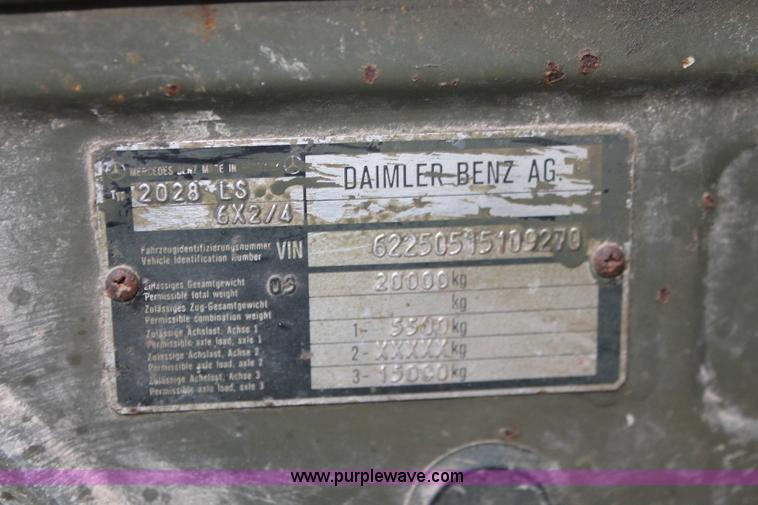 MERCEDES BENZ MADE IN
DAIMLER BENZ AG.
2028 LS
6X2/4
Fahrzeugidentifizierungsnummer
Vehicle Identification Number
VIN
62250515109270
Zulässiges Gesamtgewicht
Permissible total weight
20000 kg
Zulässiges Zug-Gesamtgewicht
Permissible combination weight
kg
Zulässige Achslast, Achse 1
Permissible axle load, axle 1
1- 5500 kg
Zulässige Achslast, Achse 2
Permissible axle load, axle 2
2- XXXXX kg
Zulässige Achslast, Achse 3
Permissible axle load, axle 3
3- 15000 kg
www.purplewave.com